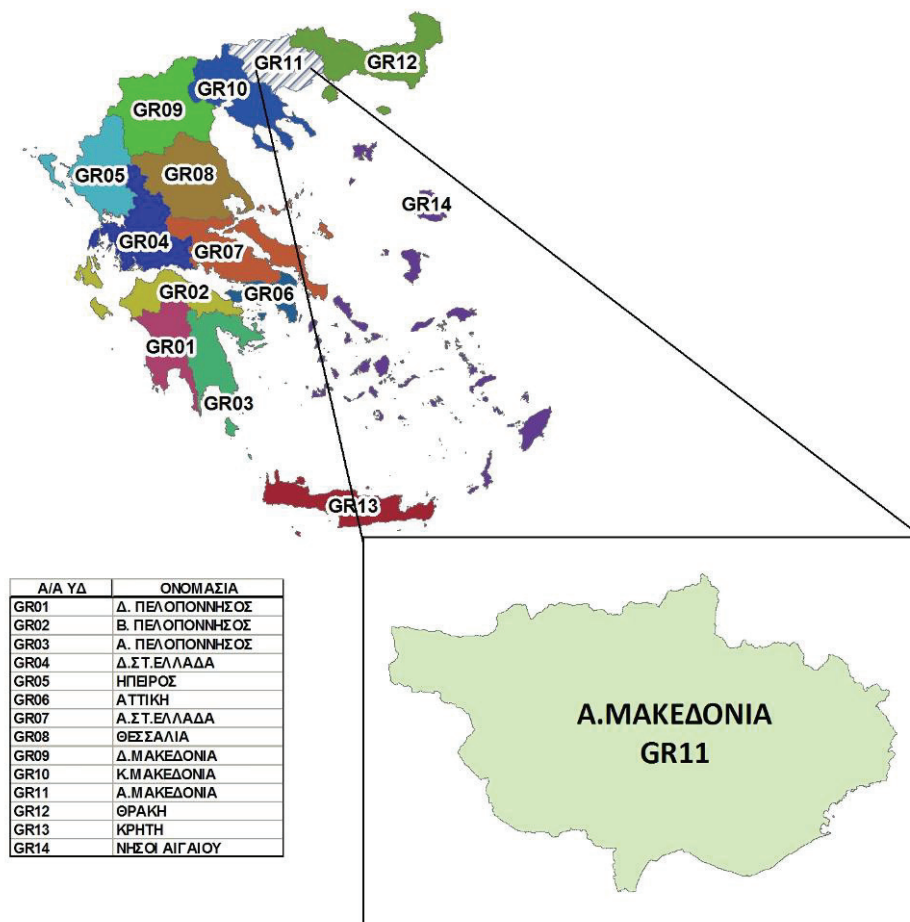 GR11
GR12
GR10
GR09
GR05
GR08
GR14
GR04
GR07
GR02
GR06
GR01
GR03
GR13
Α/Α ΥΔ ΟΝΟΜΑΣΙΑ
GR01 Δ. ΠΕΛΟΠΟΝΝΗΣΟΣ
GR02 Β. ΠΕΛΟΠΟΝΝΗΣΟΣ
GR03 Α. ΠΕΛΟΠΟΝΝΗΣΟΣ
GR04 Δ.ΣΤ.ΕΛΛΑΔΑ
GR05 ΗΠΕΙΡΟΣ
GR06 ΑΤΤΙΚΗ
GR07 Α.ΣΤ.ΕΛΛΑΔΑ
GR08 ΘΕΣΣΑΛΙΑ
GR09 Δ.ΜΑΚΕΔΟΝΙΑ
GR10 Κ.ΜΑΚΕΔΟΝΙΑ
GR11 Α.ΜΑΚΕΔΟΝΙΑ
GR12 ΘΡΑΚΗ
GR13 ΚΡΗΤΗ
GR14 ΝΗΣΟΙ ΑΙΓΑΙΟΥ
Α.ΜΑΚΕΔΟΝΙΑ
GR11